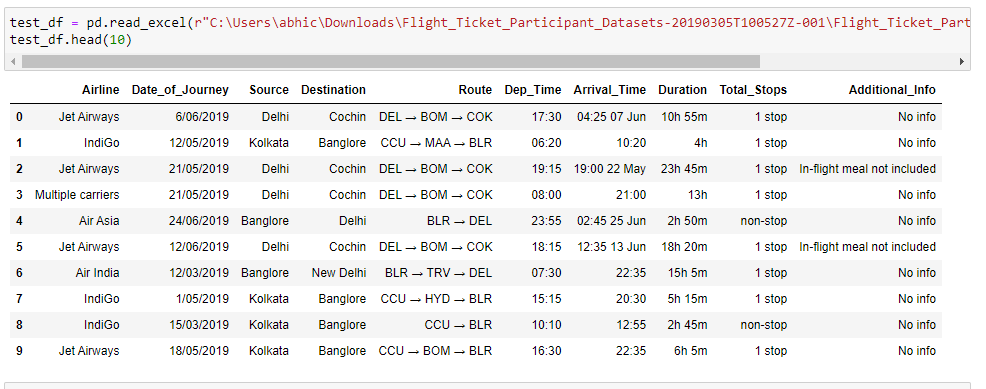 test_df = pd.read_excel(r"C:\Users\abhic\Downloads\Flight_Ticket_Participant_Datasets-20190305T100527Z-001\Flight_Ticket_Part
test_df.head(10)
Airline Date_of_Journey Source Destination Route Dep_Time Arrival_Time Duration Total_Stops Additional_Info
0 Jet Airways 6/06/2019 Delhi Cochin DEL → BOM → COK 17:30 04:25 07 Jun 10h 55m 1 stop No info
1 IndiGo 12/05/2019 Kolkata Banglore CCU → MAA → BLR 06:20 10:20 4h 1 stop No info
2 Jet Airways 21/05/2019 Delhi Cochin DEL → BOM → COK 19:15 19:00 22 May 23h 45m 1 stop In-flight meal not included
3 Multiple carriers 21/05/2019 Delhi Cochin DEL → BOM → COK 08:00 21:00 13h 1 stop No info
4 Air Asia 24/06/2019 Banglore Delhi BLR → DEL 23:55 02:45 25 Jun 2h 50m non-stop No info
5 Jet Airways 12/06/2019 Delhi Cochin DEL → BOM → COK 18:15 12:35 13 Jun 18h 20m 1 stop In-flight meal not included
6 Air India 12/03/2019 Banglore New Delhi BLR → TRV → DEL 07:30 22:35 15h 5m 1 stop No info
7 IndiGo 1/05/2019 Kolkata Banglore CCU → HYD → BLR 15:15 20:30 5h 15m 1 stop No info
8 IndiGo 15/03/2019 Kolkata Banglore CCU → BLR 10:10 12:55 2h 45m non-stop No info
9 Jet Airways 18/05/2019 Kolkata Banglore CCU → BOM → BLR 16:30 22:35 6h 5m 1 stop No info